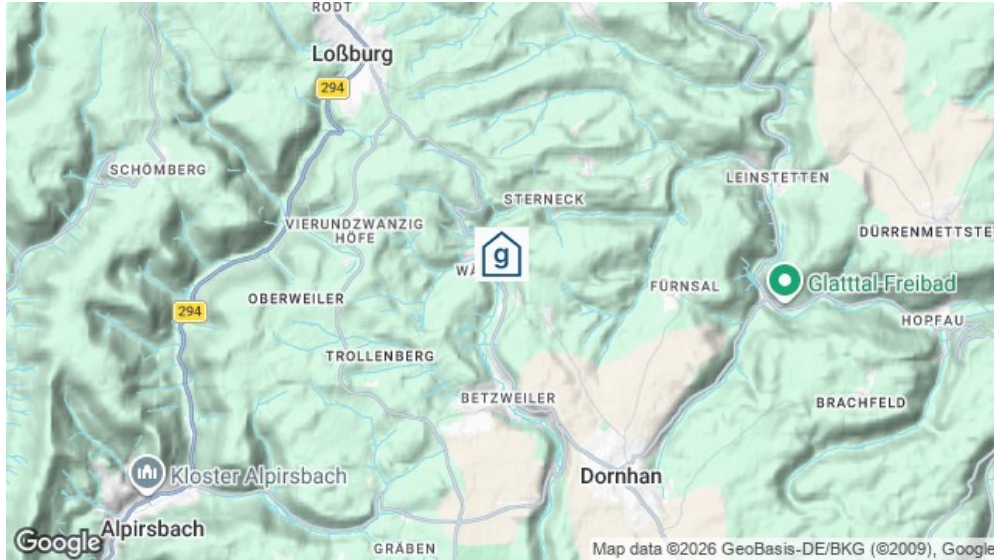 RODT
Loßburg
294
SCHÖMBERG
LEINSTETTEN
STERNECK
VIERUNDZWANZIG
HÖFE
DÜRRENMETTSTE
g
WÄ
FÜRNSAL
Glatttal-Freibad
OBERWEILER
294
HOPFAU
TROLLENBERG
BETZWEILER
BRACHFELD
Kloster Alpirsbach
Dornhan
Alpirsbach
Google
GRÄBEN
Map data ©2026 GeoBasis-DE/BKG (©2009), Google